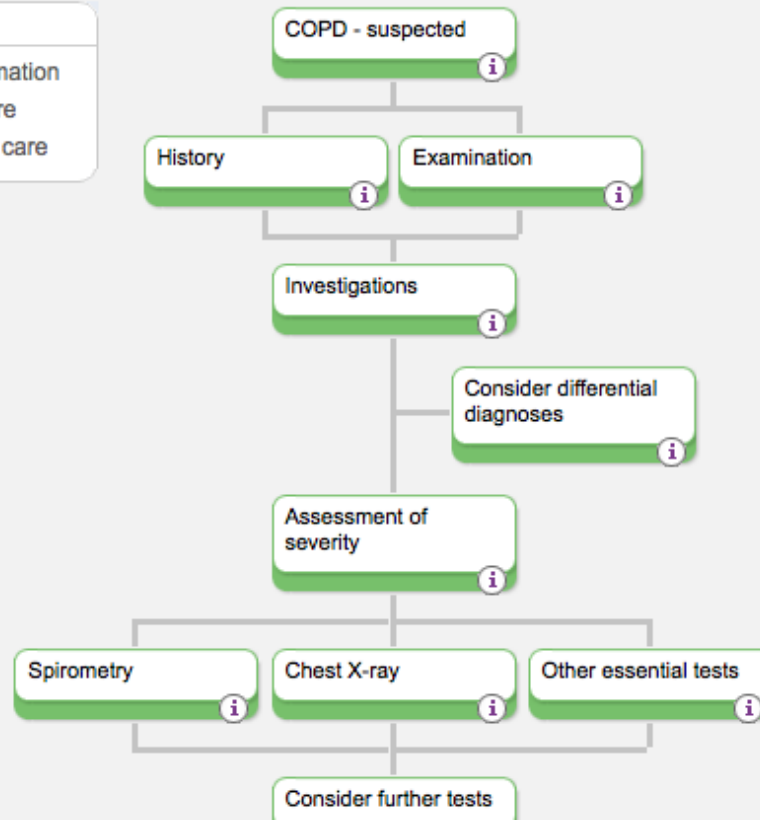 COPD - suspected
care
History
Examination
Investigations
Consider differential
diagnoses
Assessment of
severity
Spirometry
Chest X-ray
Other essential tests
Consider further tests